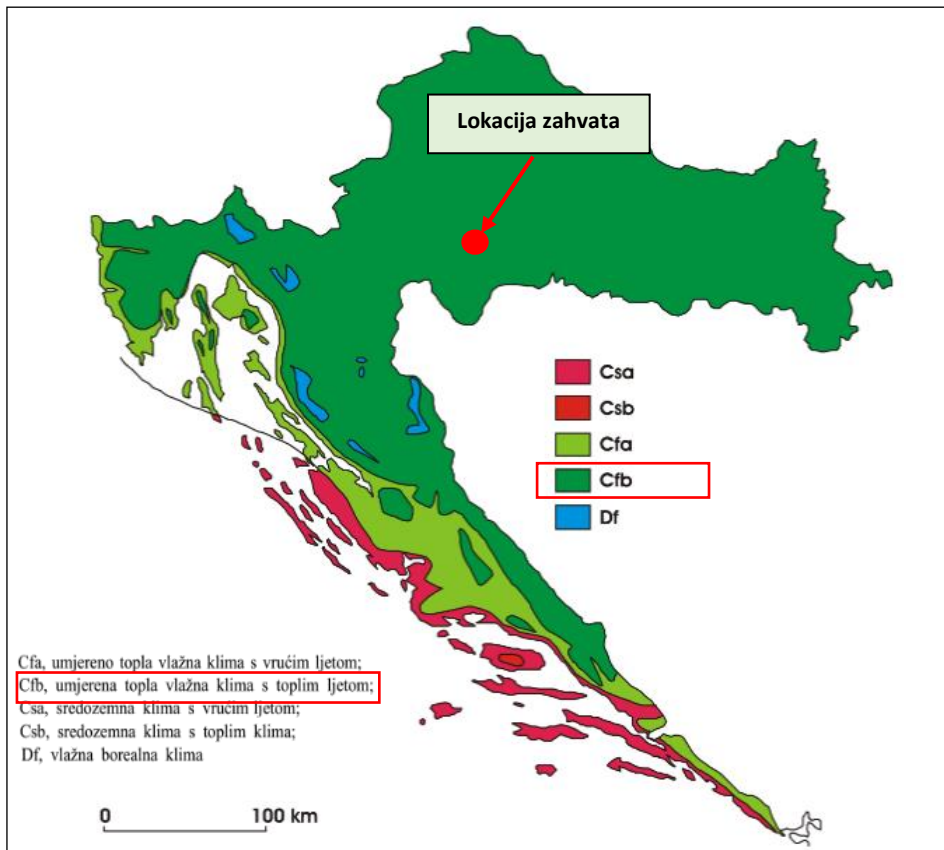 Lokacija zahvata
Csa
Csb
Cfa
Cfb
Df
Cfa, umjereno topla vlažna klima s vrućim ljetom;
Cfb, umjerena topla vlažna klima s toplim ljetom;
Csa, sredozemna klima s vrućim ljetom;
Csb, sredozemna klima s toplim klima;
Df, vlažna borealna klima
0 100 km